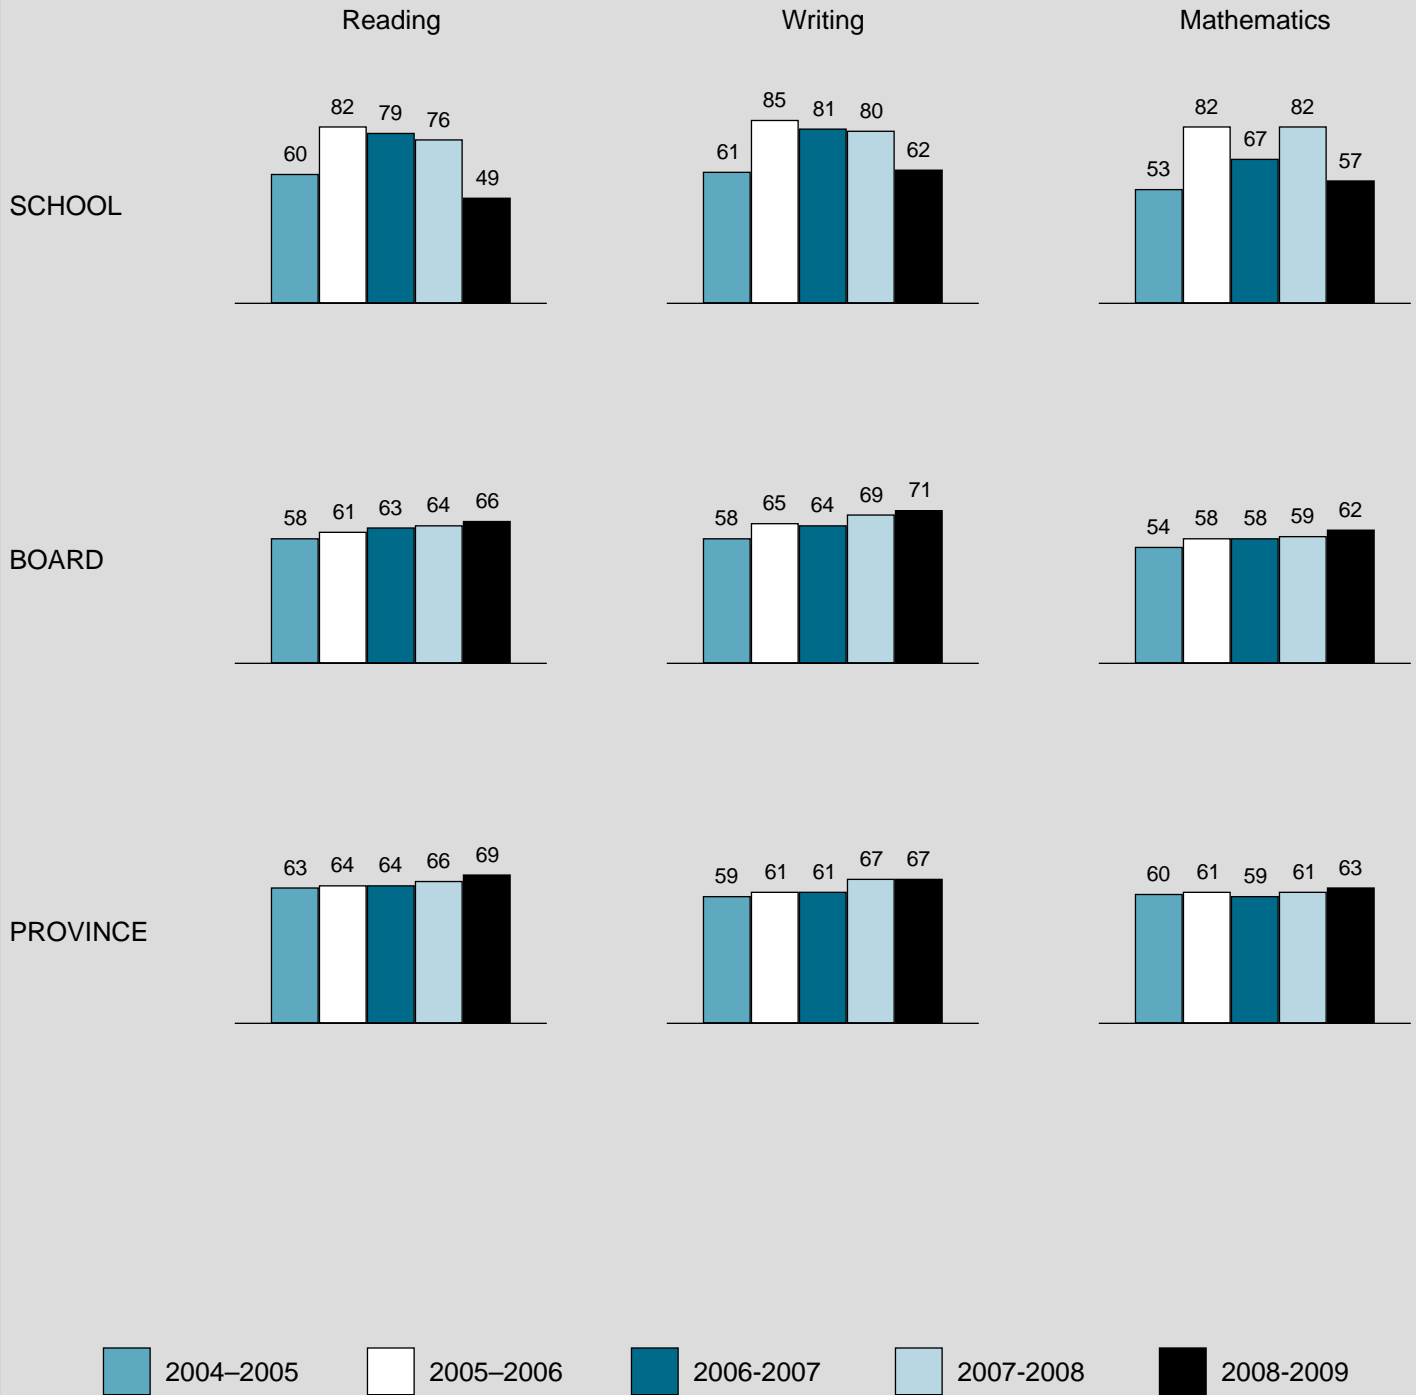 Reading Writing Mathematics
SCHOOL
60 82 79 76 49
61 85 81 80 62
53 82 67 82 57
BOARD
58 61 63 64 66
58 65 64 69 71
54 58 58 59 62
PROVINCE
63 64 64 66 69
59 61 61 67 67
60 61 59 61 63
2004–2005 2005–2006 2006-2007 2007-2008 2008-2009